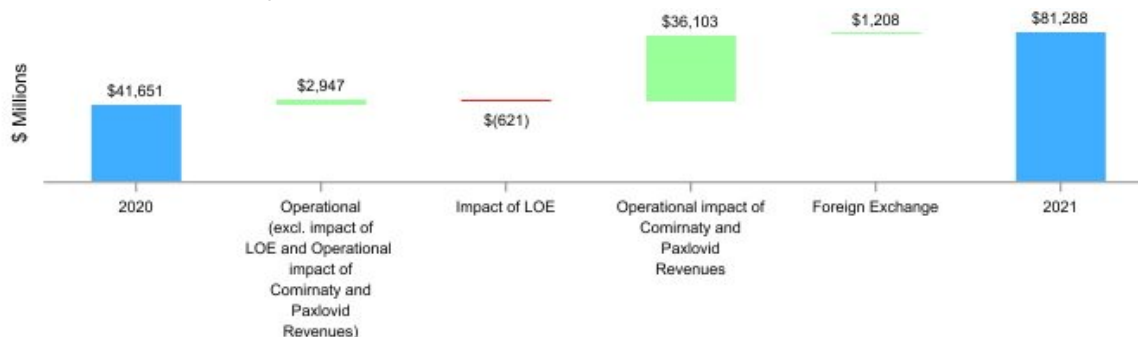 $ Millions
$41,651
$2,947
$(621)
$36,103
$1,208
$81,288
2020
Operational
(excl. impact of
LOE and Operational
impact of
Comirnaty and
Paxlovid
Revenues)
Impact of LOE
Operational impact of
Comirnaty and
Paxlovid
Revenues
Foreign Exchange
2021